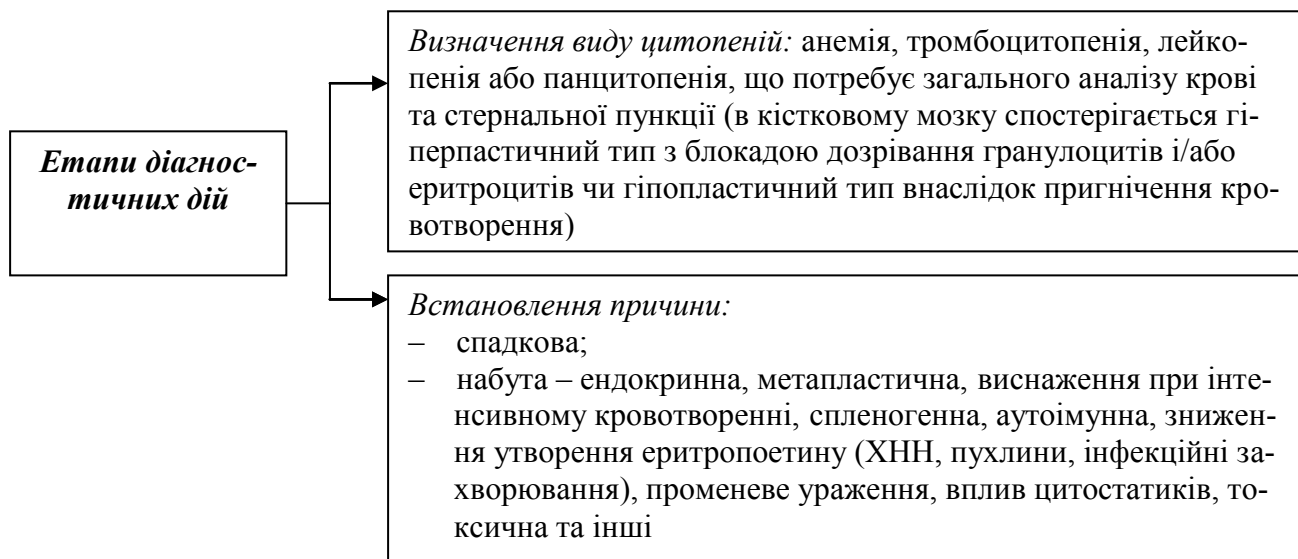 Етапи діагнос-
тичних дій
Визначення виду цитопеній: анемія, тромбоцитопенія, лейко-
пенія або панцитопенія, що потребує загального аналізу крові
та стернальної пункції (в кістковому мозку спостерігається гі-
перпастичний тип з блокадою дозрівання гранулоцитів і/або
еритроцитів чи гіпопластичний тип внаслідок пригнічення кро-
вотворення)
Встановлення причини:
– спадкова;
– набута – ендокринна, метапластична, виснаження при інте-
нсивному кровотворенні, спленогенна, аутоімунна, знижен-
ня утворення еритропоетину (ХНН, пухлини, інфекційні за-
хворювання), променеве ураження, вплив цитостатиків, то-
ксична та інші